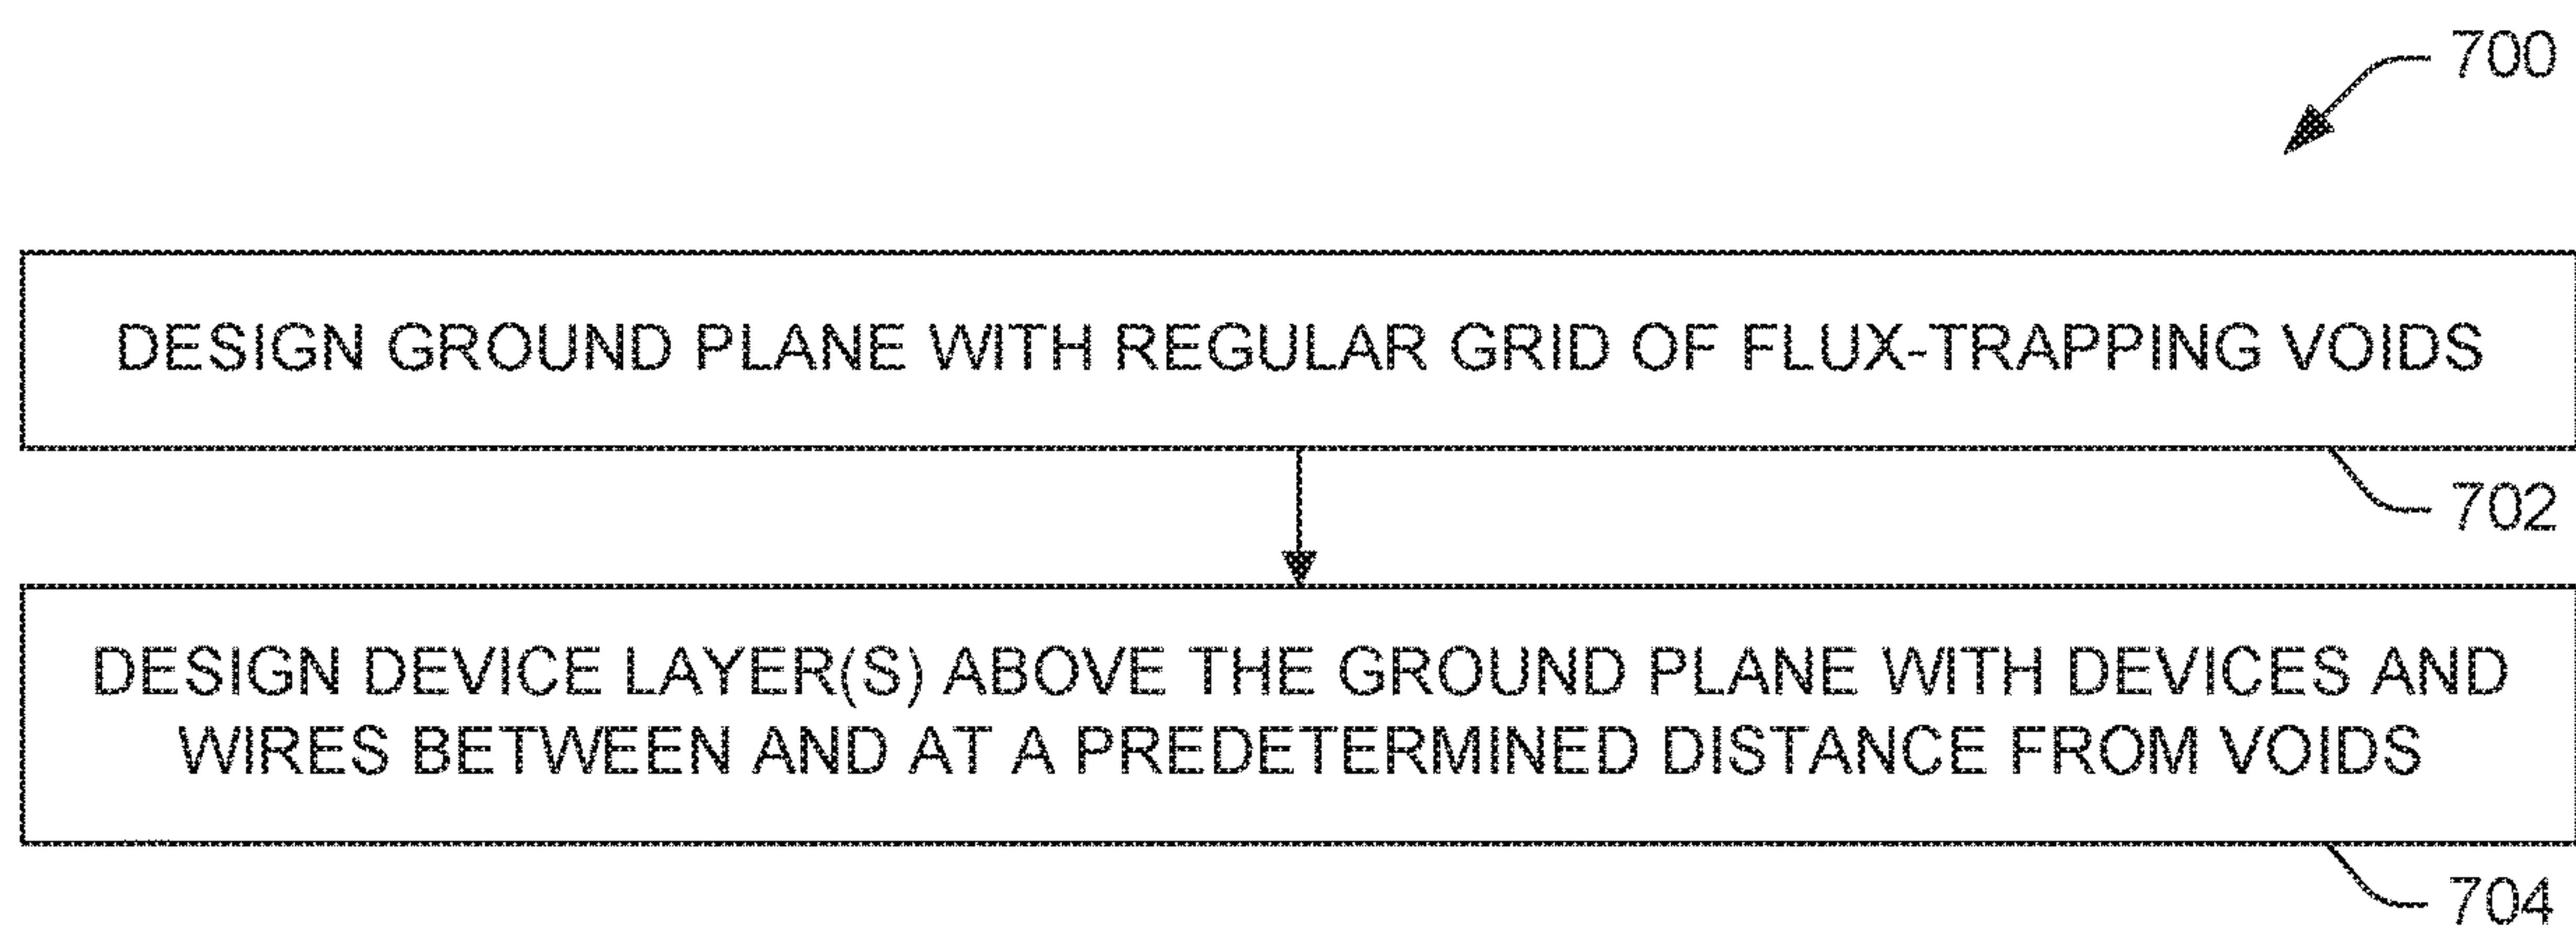 700
DESIGN GROUND PLANE WITH REGULAR GRID OF FLUX-TRAPPING VOIDS
702
DESIGN DEVICE LAYER(S) ABOVE THE GROUND PLANE WITH DEVICES AND
WIRES BETWEEN AND AT A PREDETERMINED DISTANCE FROM VOIDS
704